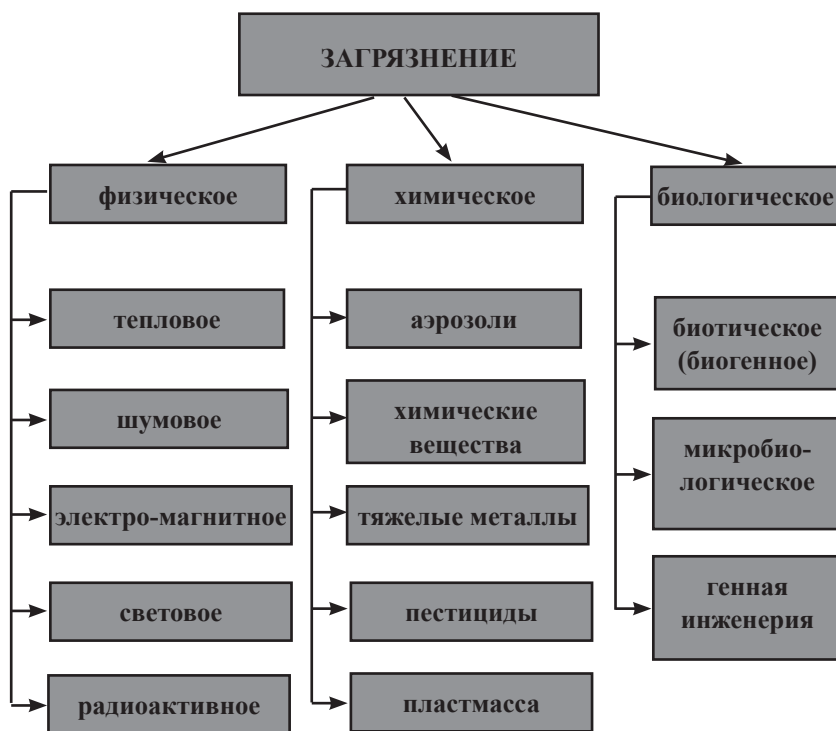 ЗАГРЯЗНЕНИЕ
физическое
химическое
биологическое
тепловое
аэрозоли
биотическое
(биогенное)
шумовое
химические
вещества
микробио-
логическое
электро-магнитное
тяжелые металлы
световое
пестициды
генная
инженерия
радиоактивное
пластмасса